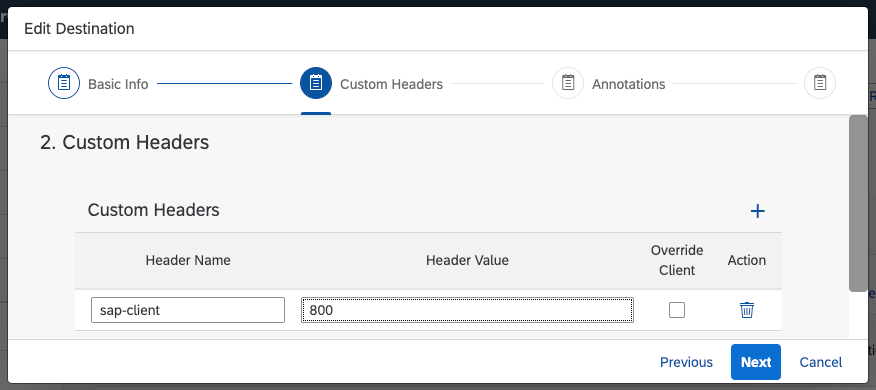 Edit Destination
Basic Info
Custom Headers
Annotations
2. Custom Headers
Custom Headers
Header Name
Header Value
Override Client
Action
sap-client
800
Previous
Next
Cancel